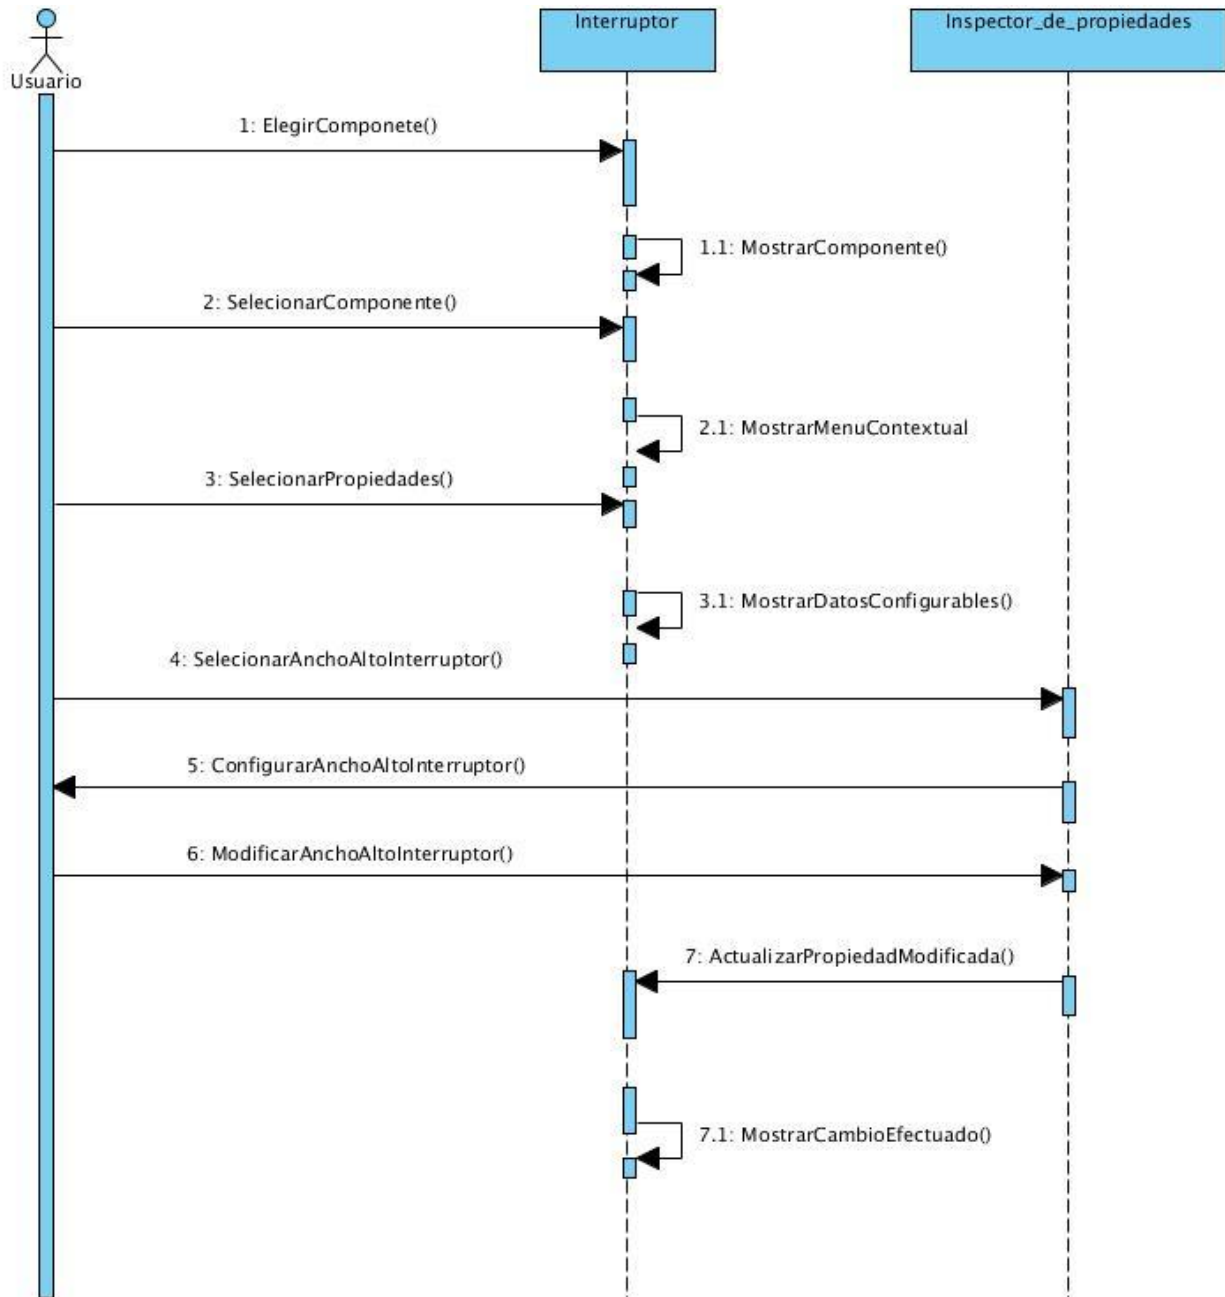 Interruptor
Inspector_de_propiedades
Usuario
1: ElegirComponete()
1.1: MostrarComponente()
2: SelecionarComponente()
2.1: MostrarMenuContextual
3: SelecionarPropiedades()
3.1: MostrarDatosConfigurables()
4: SelecionarAnchoAltoInterruptor()
5: ConfigurarAnchoAltoInterruptor()
6: ModificarAnchoAltoInterruptor()
7: ActualizarPropiedadModificada()
7.1: MostrarCambioEfectuado()